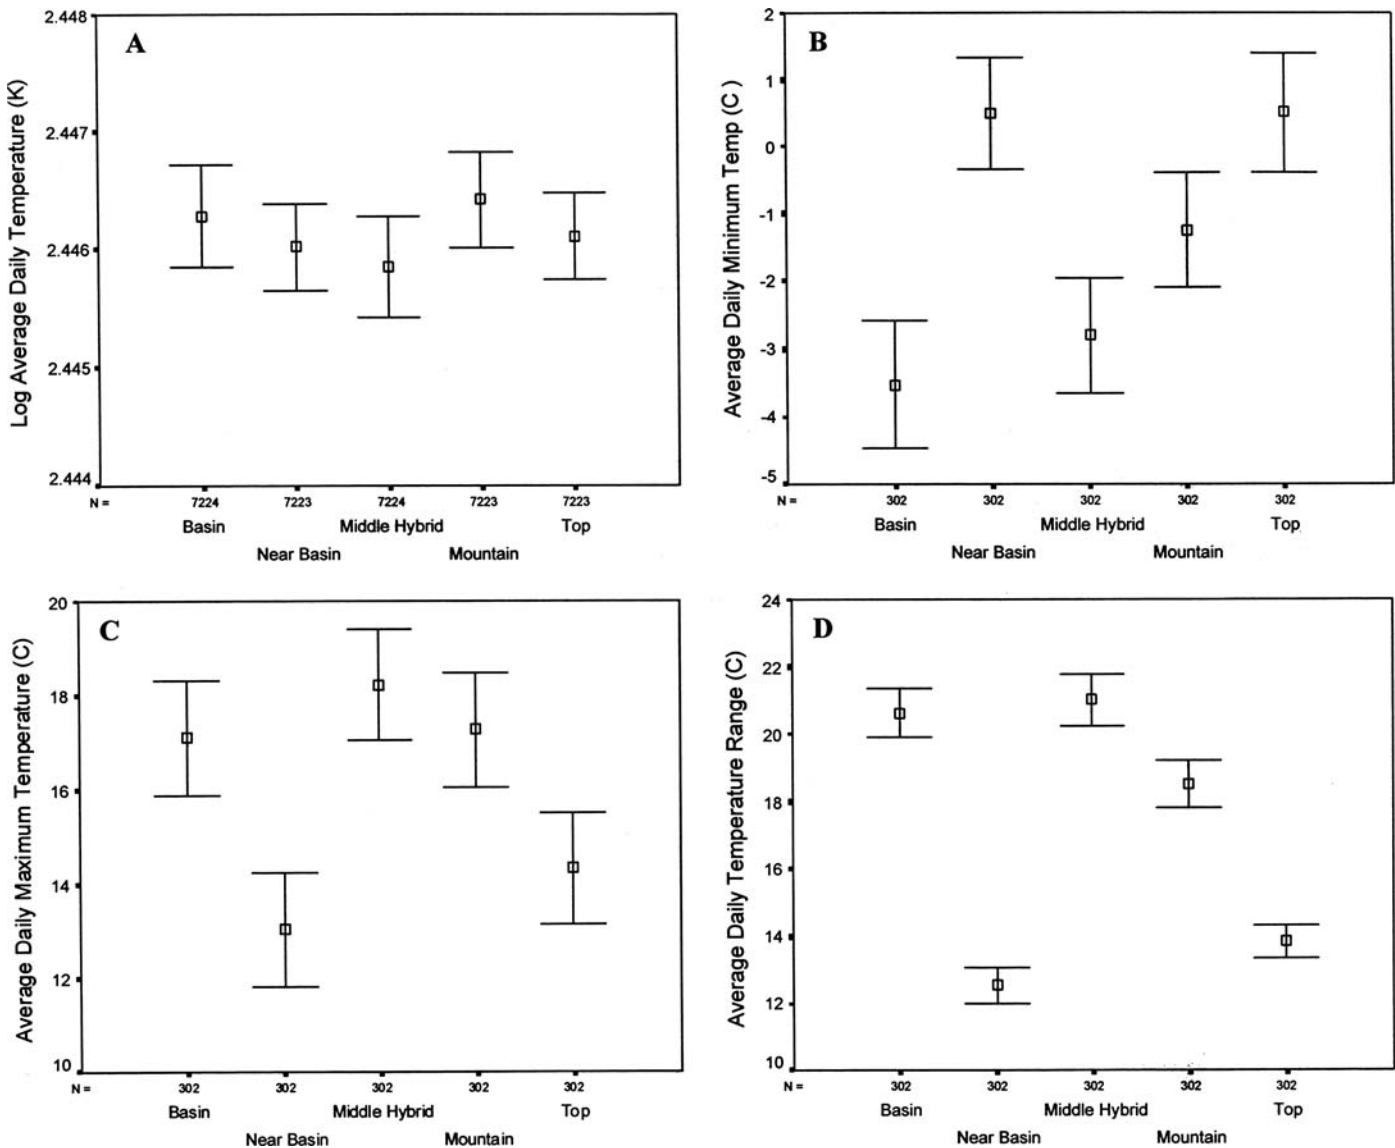 A
Log Average Daily Temperature (K)
2.448
2.447
2.446
2.445
2.444
N = 7224 7223 7224 7223 7223
Basin Middle Hybrid Top
Near Basin Mountain
B
Average Daily Minimum Temp (C )
2
1
0
-1
-2
-3
-4
-5
N = 302 302 302 302 302
Basin Middle Hybrid Top
Near Basin Mountain
C
Average Daily Maximum Temperature (C)
20
18
16
14
12
10
N = 302 302 302 302 302
Basin Middle Hybrid Top
Near Basin Mountain
D
Average Daily Temperature Range (C)
24
22
20
18
16
14
12
10
N = 302 302 302 302 302
Basin Middle Hybrid Top
Near Basin Mountain